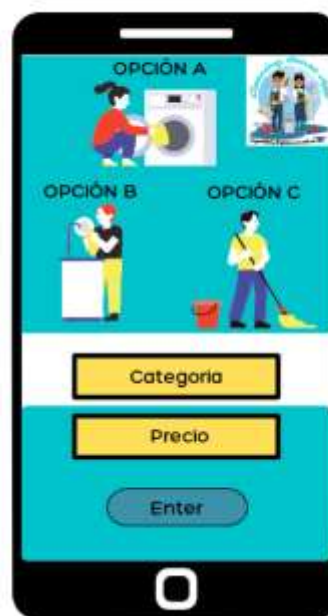 OPCIÓN A
OPCIÓN B
OPCIÓN C
Categoria
Precio
Enter